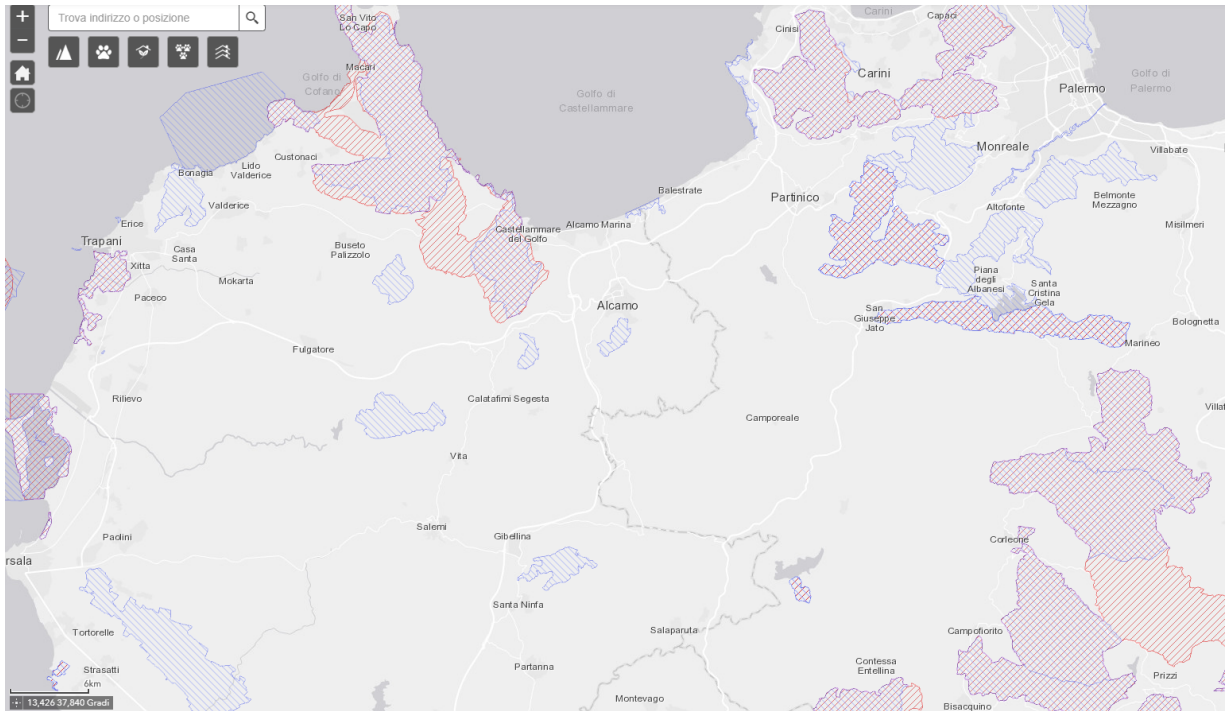 +
Trova indirizzo o posizione
−
San Vito
Lo Capo
Macari
Golfo di
Cofano
Golfo di
Castellammare
Cinisi
Carini
Capaci
Carini
Palermo
Golfo di
Palermo
Monreale
Villabate
Custonaci
Lido
Valderice
Bonagia
Valderice
Erice
Trapani
Casa
Santa
Xitta
Paceco
Mokarta
Buseto
Palizzolo
Castellammare
del Golfo
Alcamo Marina
Balestrate
Partinico
Altofonte
Belmonte
Mezzagno
Misilmeri
Piana
degli
Albanesi
Santa
Cristina
Gela
San
Giuseppe
Jato
Bolognetta
Marineo
Alcamo
Fulgatore
Rilievo
Calatafimi Segesta
Camporeale
Villaf
Vita
Salemi
Gibellina
Paolini
rsala
Corleone
Santa Ninfa
Salaparuta
Campofiorito
Tortorelle
Strasatti
Partanna
Contessa
Entellina
Prizzi
Montevago
Bisacquino
6km
13,426 37,840 Gradi